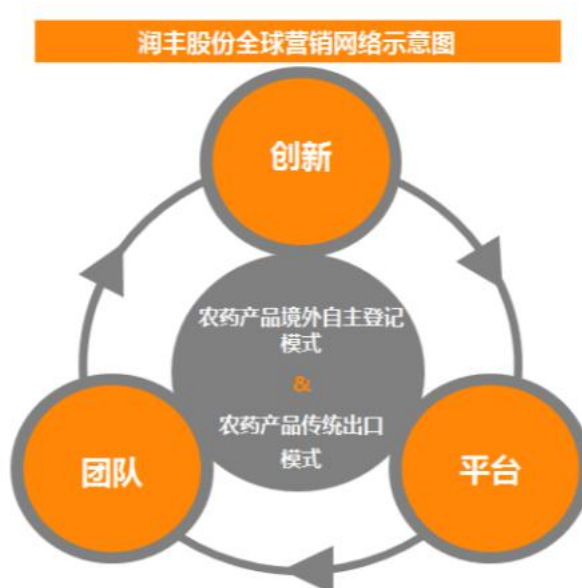 润丰股份全球营销网络示意图
创新
农药产品境外自主登记
模式
&
农药产品传统出口
模式
团队
平台